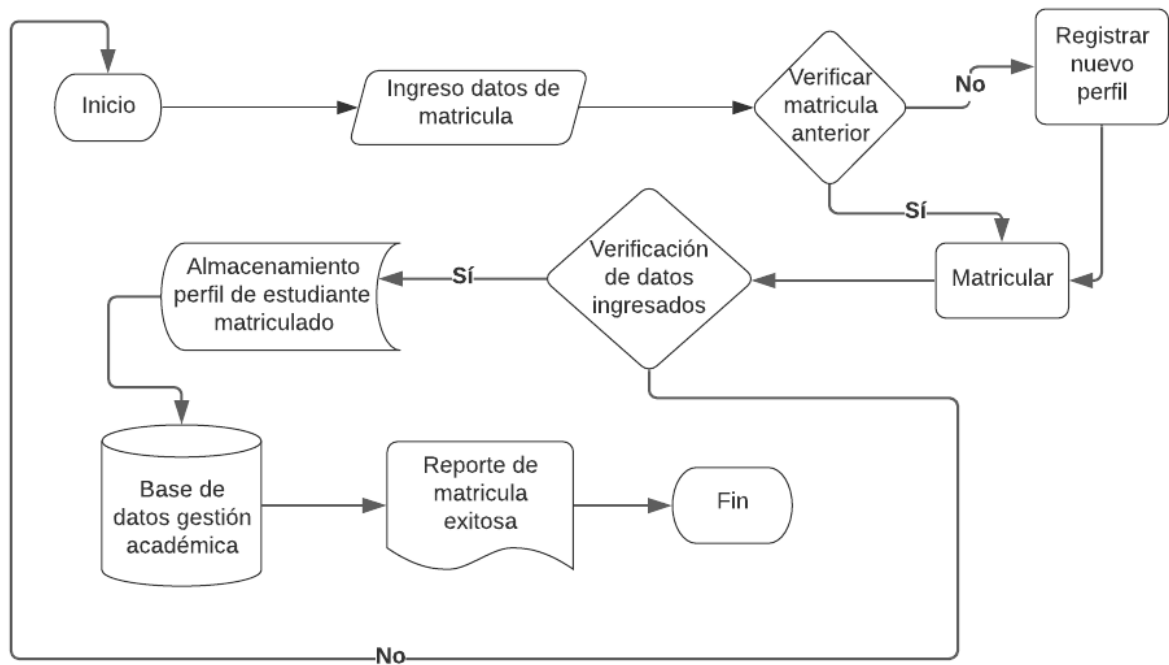 Inicio
Ingreso datos de
matricula
Verificar
matricula
anterior
No
Registrar
nuevo
perfil
Sí
Matricular
Verificación
de datos
ingresados
Sí
Almacenamiento
perfil de estudiante
matriculado
Base de
datos gestión
académica
Reporte de
matricula
exitosa
Fin
No